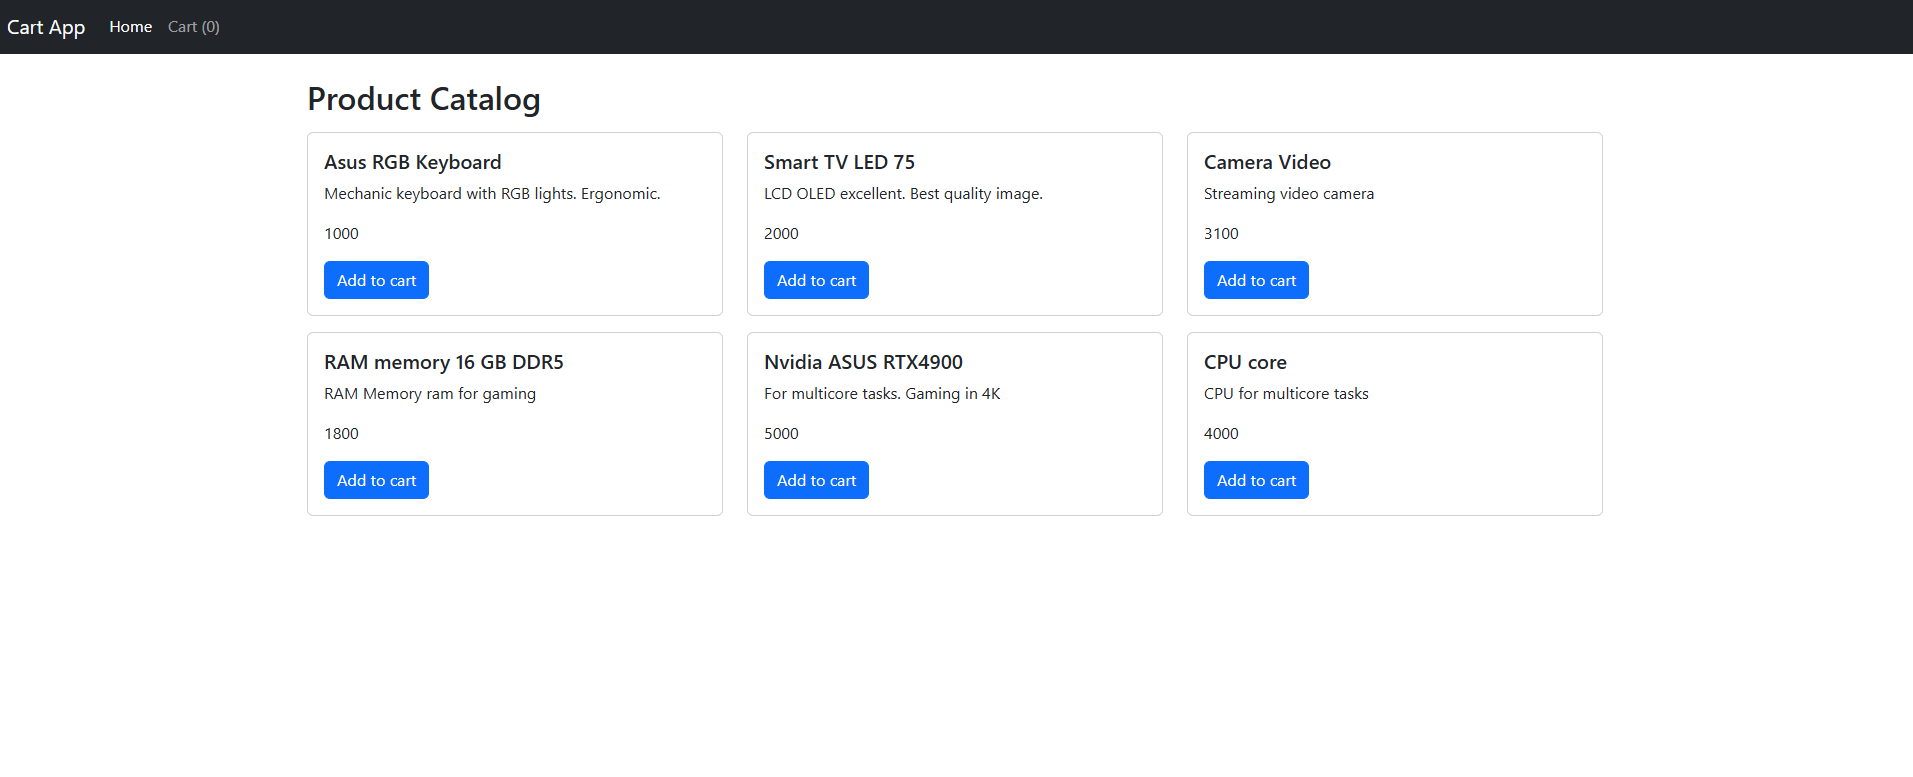 Cart App Home Cart (0)
Product Catalog
Asus RGB Keyboard
Mechanic keyboard with RGB lights. Ergonomic.
1000
Add to cart
Smart TV LED 75
LCD OLED excellent. Best quality image.
2000
Add to cart
Camera Video
Streaming video camera
3100
Add to cart
RAM memory 16 GB DDR5
RAM Memory ram for gaming
1800
Add to cart
Nvidia ASUS RTX4900
For multicore tasks. Gaming in 4K
5000
Add to cart
CPU core
CPU for multicore tasks
4000
Add to cart